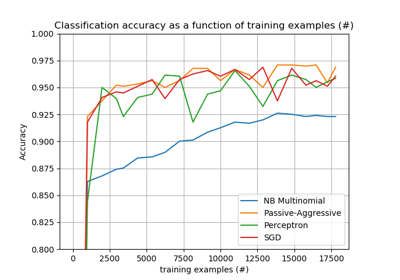 Classification accuracy as a function of training examples (#)
1.000
0.975
0.950
0.925
0.900
0.875
0.850
0.825
0.800
Accuracy
NB Multinomial
Passive-Aggressive
Perceptron
SGD
0 2500 5000 7500 10000 12500 15000 17500
training examples (#)